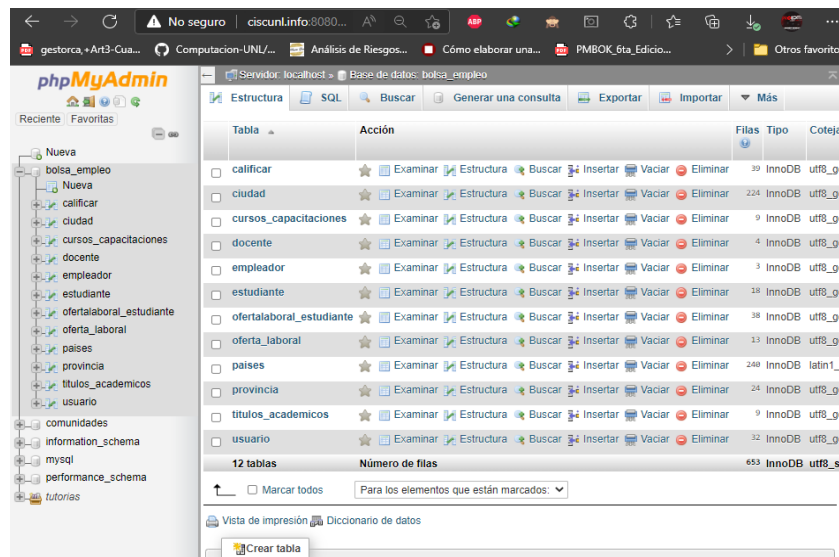 No seguro | ciscunl.info:8080...
gestorca,+Art3-Cua... Computacion-UNL/... Análisis de Riesgos... Cómo elaborar una... PMBOK_6ta_Edicio... Otros favorito
phpMyAdmin
Reciente Favoritas
Nueva
bolsa_empleo
Nueva
calificar
ciudad
cursos_capacitaciones
docente
empleador
estudiante
ofertalaboral_estudiante
oferta_laboral
paises
provincia
titulos_academicos
usuario
comunidades
information_schema
mysql
performance_schema
tutorias
Servidor: localhost » Base de datos: bolsa_empleo
Estructura SQL Buscar Generar una consulta Exportar Importar Más
Tabla Acción Filas Tipo Coteja
calificar Examinar Estructura Buscar Insertar Vaciar Eliminar 39 InnoDB utf8_g
ciudad Examinar Estructura Buscar Insertar Vaciar Eliminar 224 InnoDB utf8_g
cursos_capacitaciones Examinar Estructura Buscar Insertar Vaciar Eliminar 9 InnoDB utf8_g
docente Examinar Estructura Buscar Insertar Vaciar Eliminar 4 InnoDB utf8_g
empleador Examinar Estructura Buscar Insertar Vaciar Eliminar 3 InnoDB utf8_g
estudiante Examinar Estructura Buscar Insertar Vaciar Eliminar 18 InnoDB utf8_g
ofertalaboral_estudiante Examinar Estructura Buscar Insertar Vaciar Eliminar 38 InnoDB utf8_g
oferta_laboral Examinar Estructura Buscar Insertar Vaciar Eliminar 13 InnoDB utf8_g
paises Examinar Estructura Buscar Insertar Vaciar Eliminar 240 InnoDB latin1_
provincia Examinar Estructura Buscar Insertar Vaciar Eliminar 24 InnoDB utf8_g
titulos_academicos Examinar Estructura Buscar Insertar Vaciar Eliminar 9 InnoDB utf8_g
usuario Examinar Estructura Buscar Insertar Vaciar Eliminar 32 InnoDB utf8_g
12 tablas Número de filas 653 InnoDB utf8_s
Marcar todos Para los elementos que están marcados:
Vista de impresión Diccionario de datos
Crear tabla